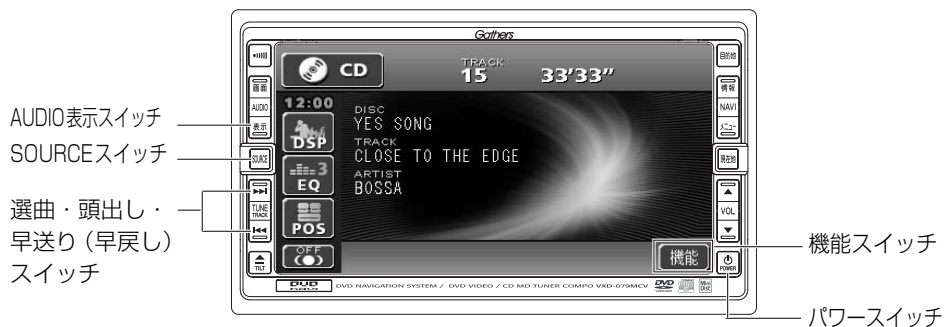 Gathers
目的地
画面
AUDIO
表示
SOURCE
TUNE
TRACK
TILT
情報
NAVI
メニュー
現在地
VOL
POWER
CD
TRACK
15
33'33"
12:00
DSP
3
EQ
POS
OFF
DISC
YES SONG
TRACK
CLOSE TO THE EDGE
ARTIST
BOSSA
機能
DVD NAVIGATION SYSTEM / DVD VIDEO / CD MD TUNER COMPO VXD-079MCV
AUDIO表示スイッチ
SOURCEスイッチ
選曲・頭出し・
早送り(早戻し)
スイッチ
機能スイッチ
パワースイッチ